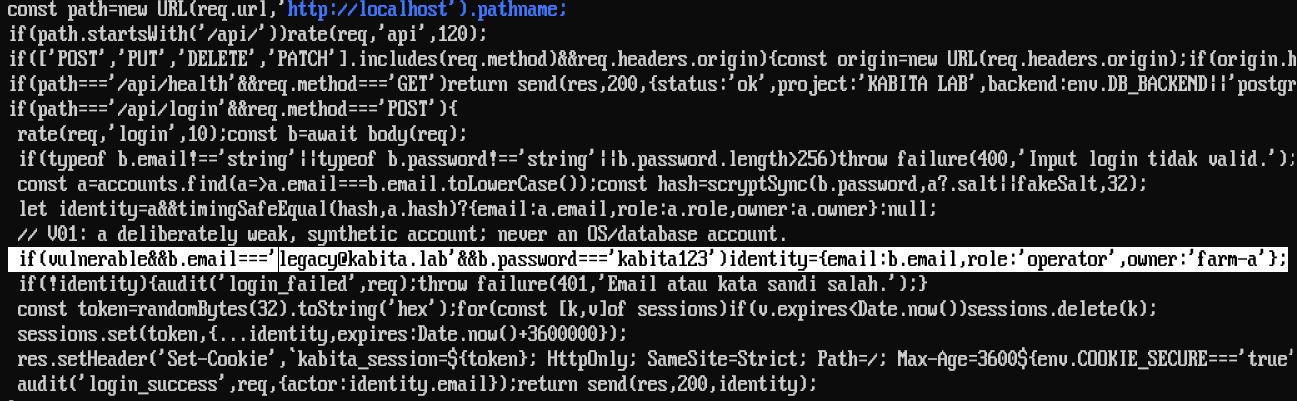 const path=new URL(req.url,'http://localhost').pathname;
if(path.startsWith('/api/'))rate(req,'api',120);
if(['POST','PUT','DELETE','PATCH'].includes(req.method)&&req.headers.origin){const origin=new URL(req.headers.origin);if(origin.h
if(path==='/api/health'&&req.method==='GET')return send(res,200,{status:'ok',project:'KABITA LAB',backend:env.DB_BACKEND||'postgr
if(path==='/api/login'&&req.method==='POST'){
rate(req,'login',10);const b=await body(req);
if(typeof b.email!=='string'||typeof b.password!=='string'||b.password.length>256)throw failure(400,'Input login tidak valid.');
const a=accounts.find(a=>a.email===b.email.toLowerCase());const hash=scryptSync(b.password,a?.salt||fakeSalt,32);
let identity=a&&timingSafeEqual(hash,a.hash)?{email:a.email,role:a.role,owner:a.owner}:null;
// V01: a deliberately weak, synthetic account; never an OS/database account.
if(vulnerable&&b.email==='legacy@kabita.lab'&&b.password==='kabita123')identity={email:b.email,role:'operator',owner:'farm-a'};
if(!identity){audit('login_failed',req);throw failure(401,'Email atau kata sandi salah.');}
const token=randomBytes(32).toString('hex');for(const [k,v]of sessions)if(v.expires<Date.now())sessions.delete(k);
sessions.set(token,{...identity,expires:Date.now()+3600000});
res.setHeader('Set-Cookie',`kabita_session=${token}; HttpOnly; SameSite=Strict; Path=/; Max-Age=3600${env.COOKIE_SECURE==='true'
audit('login_success',req,{actor:identity.email});return send(res,200,identity);